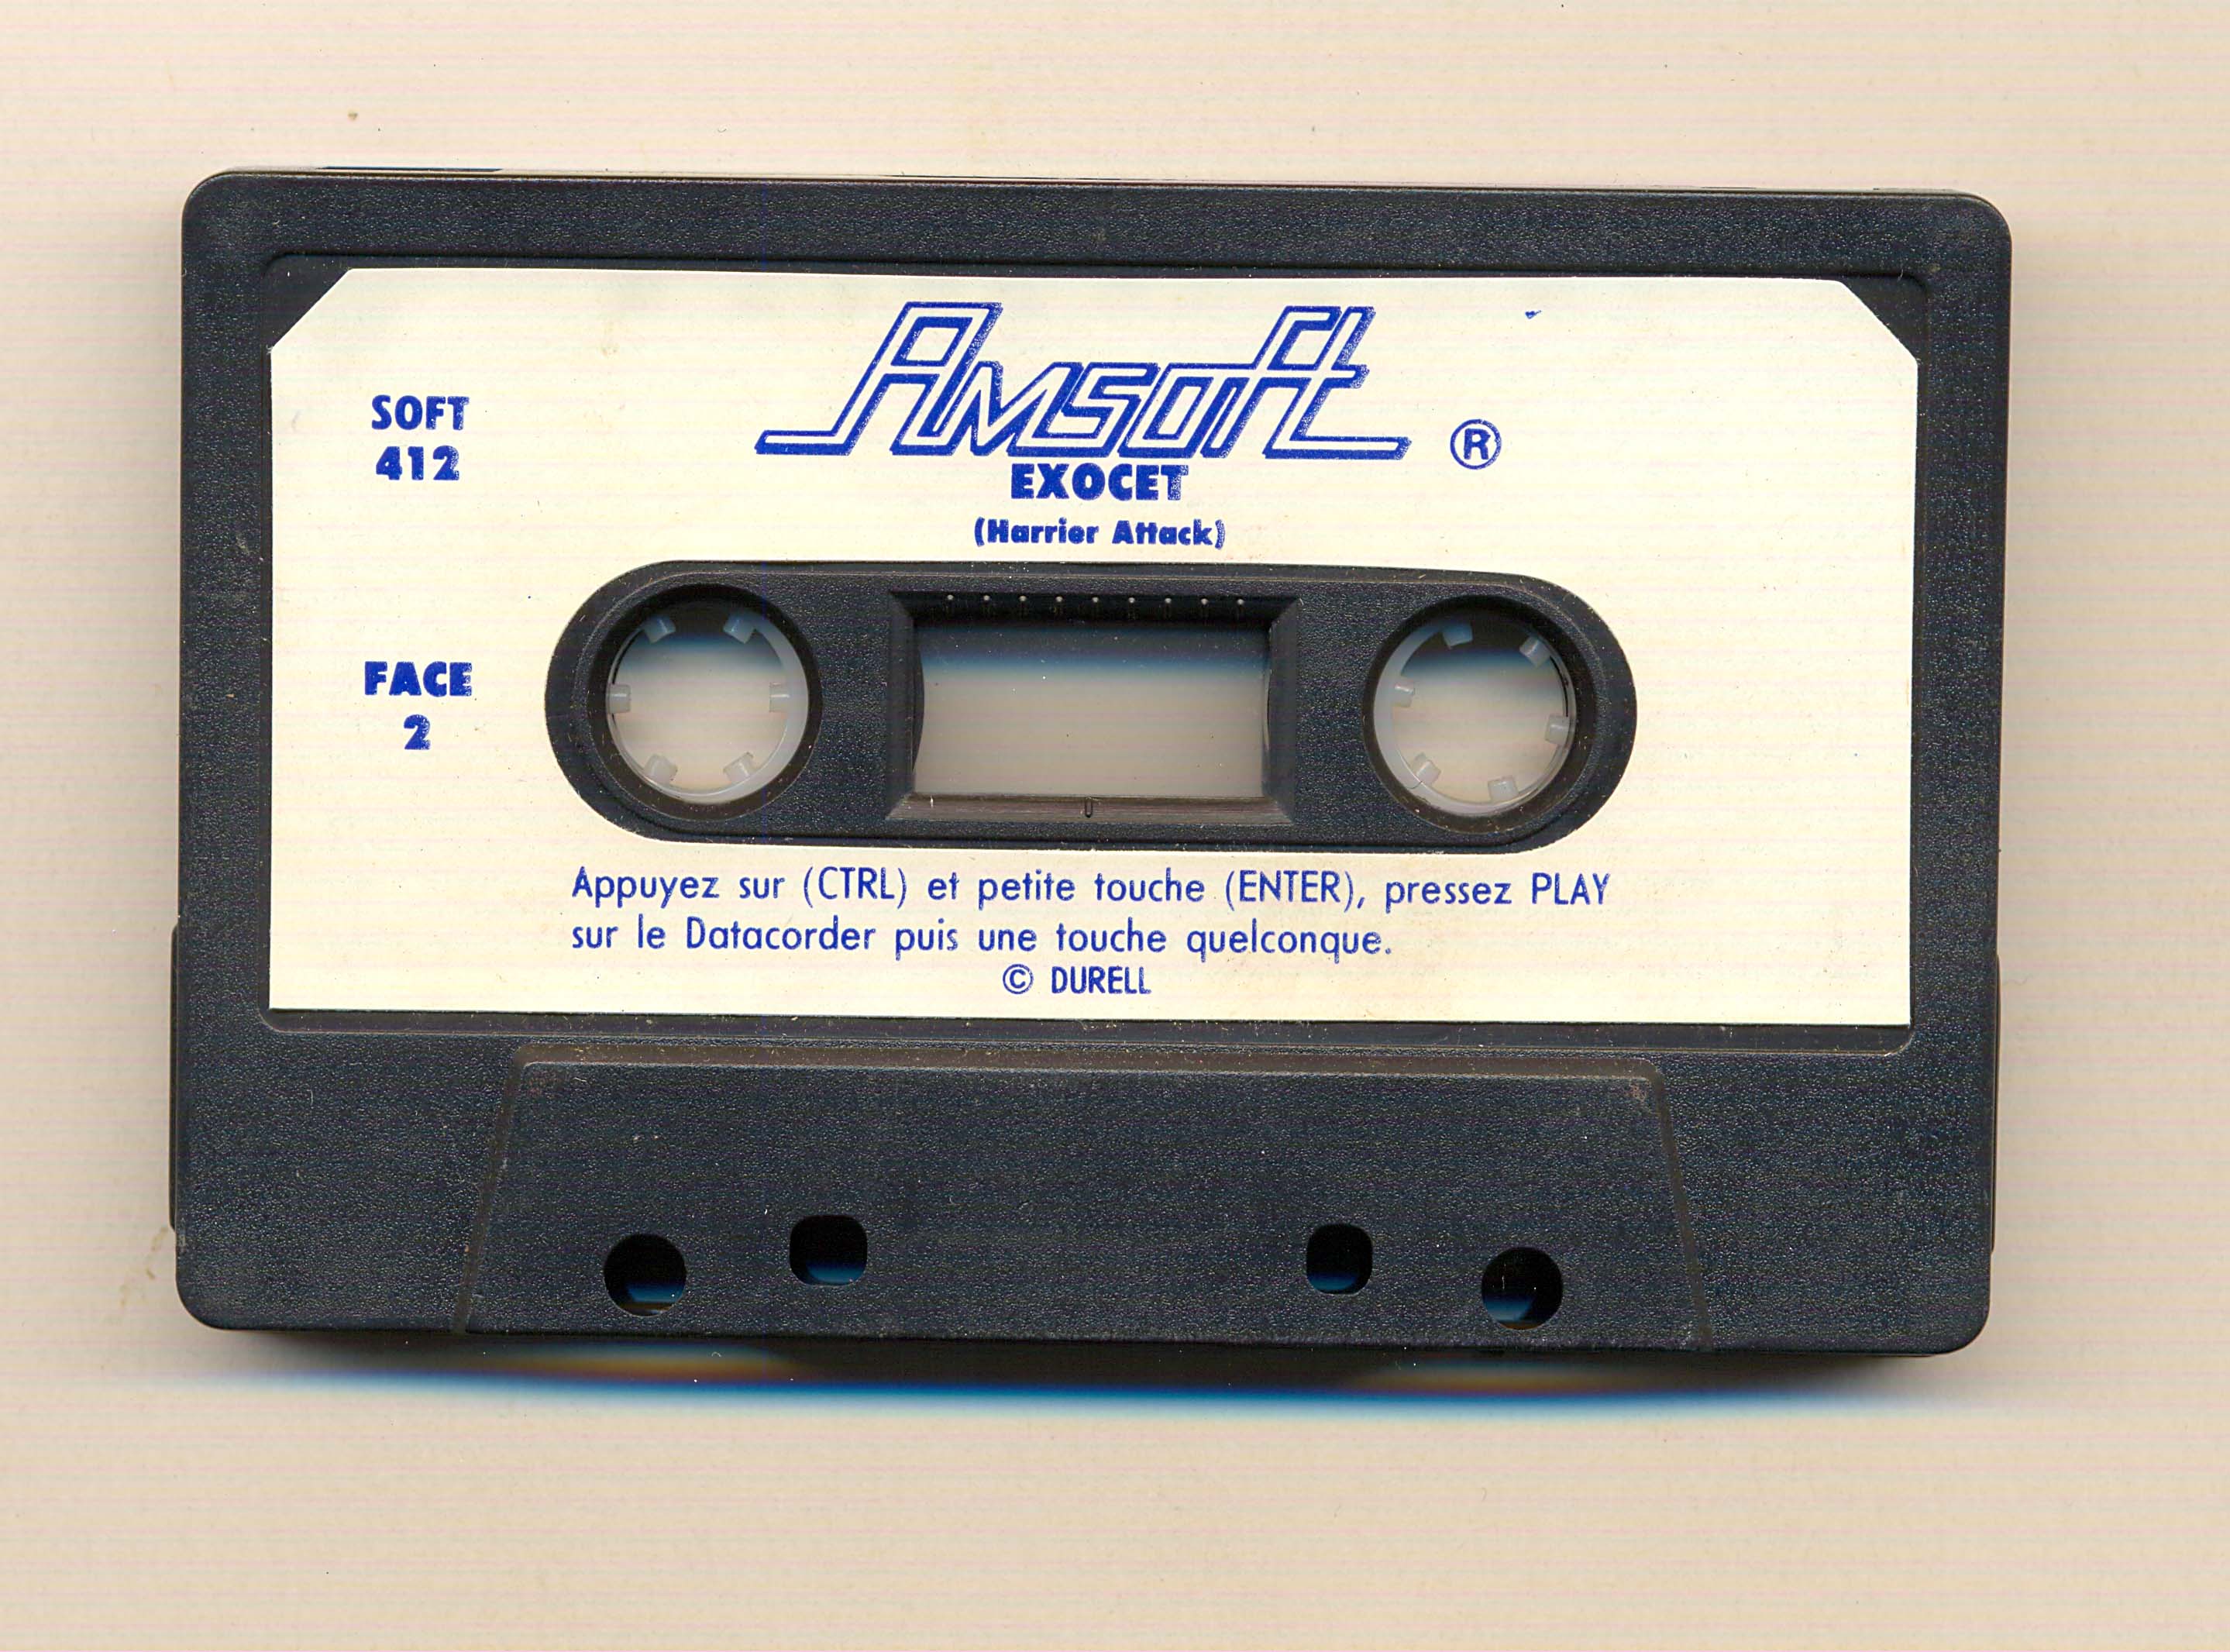 Amsoft ®
SOFT
412
EXOCET
(Harrier Attack)
FACE
2
Appuyez sur (CTRL) et petite touche (ENTER), pressez PLAY
sur le Datacorder puis une touche quelconque.
© DURELL